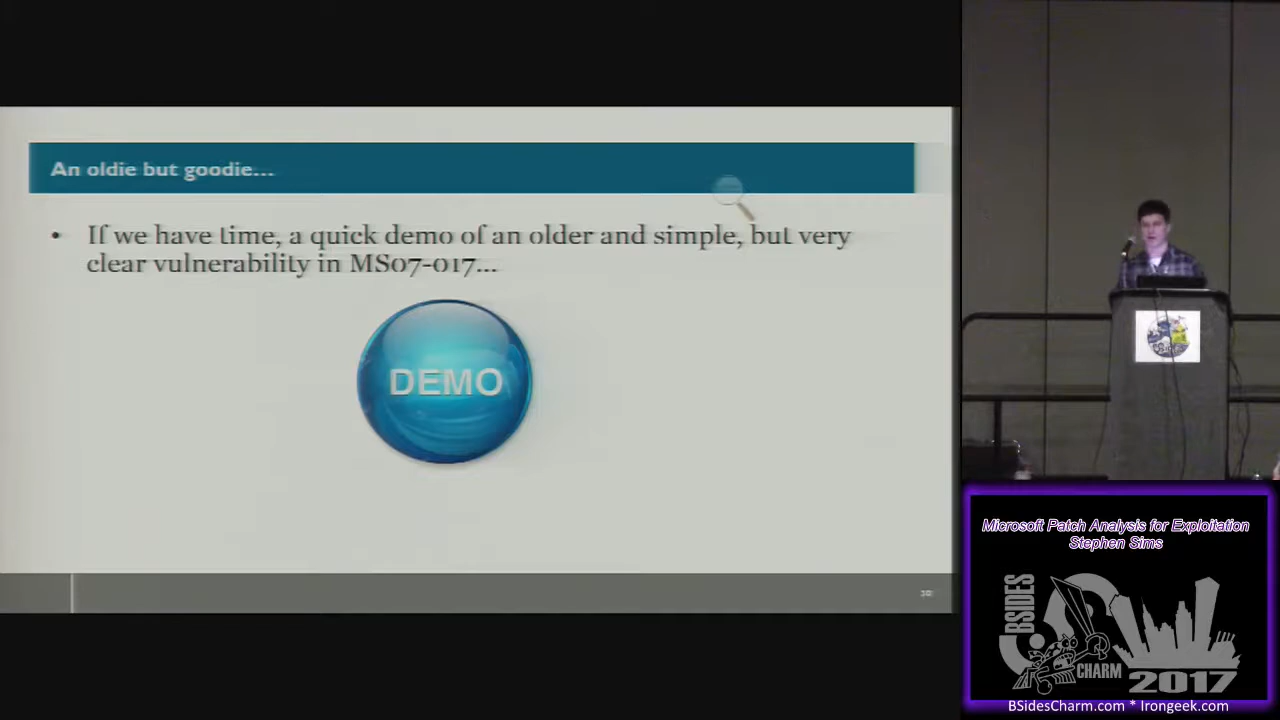 An oldie but goodie...
• If we have time, a quick demo of an older and simple, but very
clear vulnerability in MS07-017...
DEMO
Microsoft Patch Analysis for Exploitation
Stephen Sims
BSIDES
CHARM
2017
BSidesCharm.com * Irongeek.com